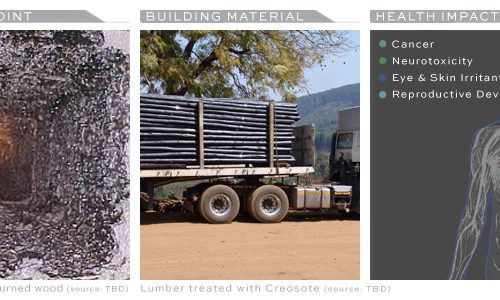 OINT
BUILDING MATERIAL
HEALTH IMPACT
Cancer
Neurotoxicity
Eye & Skin Irritant
Reproductive Dev
urned wood (source: TBD)
Lumber treated with Creosote (source: TBD)